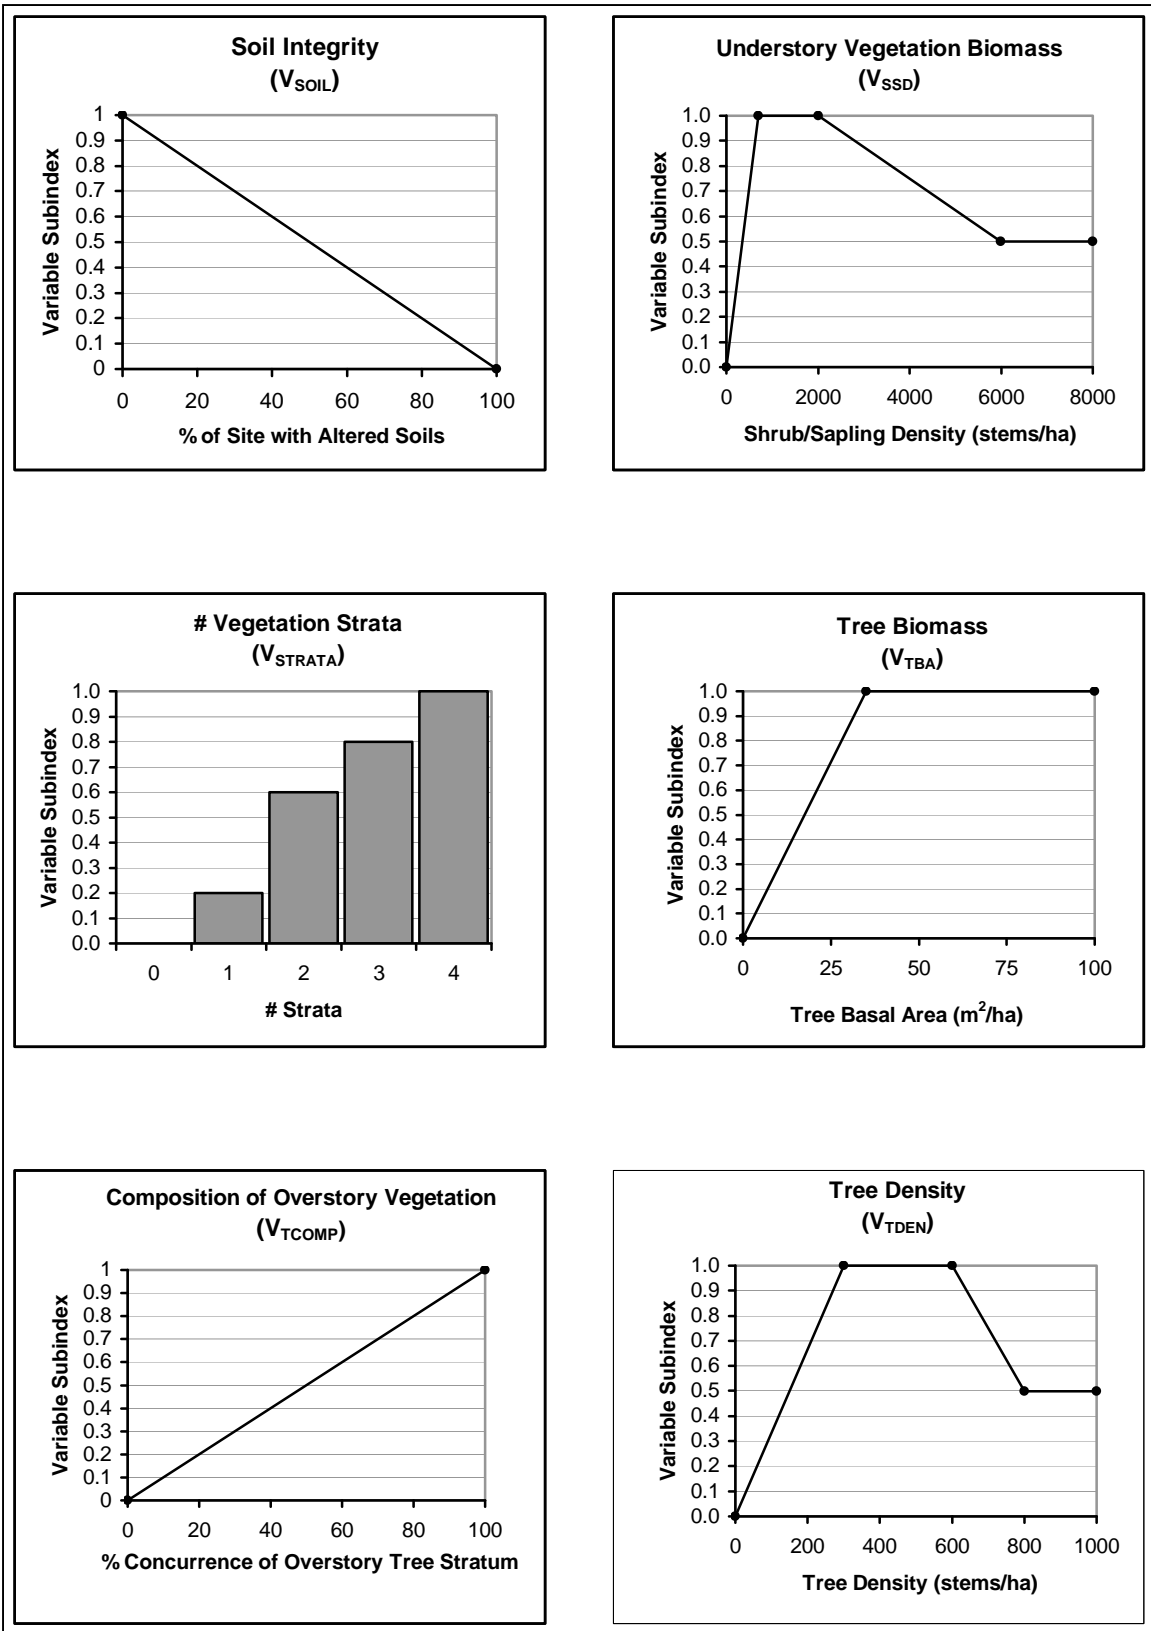 Soil Integrity
(VSOIL)
1
0.9
0.8
0.7
0.6
0.5
0.4
0.3
0.2
0.1
0
Variable Subindex
0 20 40 60 80 100
% of Site with Altered Soils
Understory Vegetation Biomass
(VSSD)
1.0
0.9
0.8
0.7
0.6
0.5
0.4
0.3
0.2
0.1
0.0
Variable Subindex
0 2000 4000 6000 8000
Shrub/Sapling Density (stems/ha)
# Vegetation Strata
(VSTRATA)
1.0
0.9
0.8
0.7
0.6
0.5
0.4
0.3
0.2
0.1
0.0
Variable Subindex
0 1 2 3 4
# Strata
Tree Biomass
(VTBA)
1.0
0.9
0.8
0.7
0.6
0.5
0.4
0.3
0.2
0.1
0.0
Variable Subindex
0 25 50 75 100
Tree Basal Area (m²/ha)
Composition of Overstory Vegetation
(VTCOMP)
1
0.9
0.8
0.7
0.6
0.5
0.4
0.3
0.2
0.1
0
Variable Subindex
0 20 40 60 80 100
% Concurrence of Overstory Tree Stratum
Tree Density
(VTDEN)
1.0
0.9
0.8
0.7
0.6
0.5
0.4
0.3
0.2
0.1
0.0
Variable Subindex
0 200 400 600 800 1000
Tree Density (stems/ha)